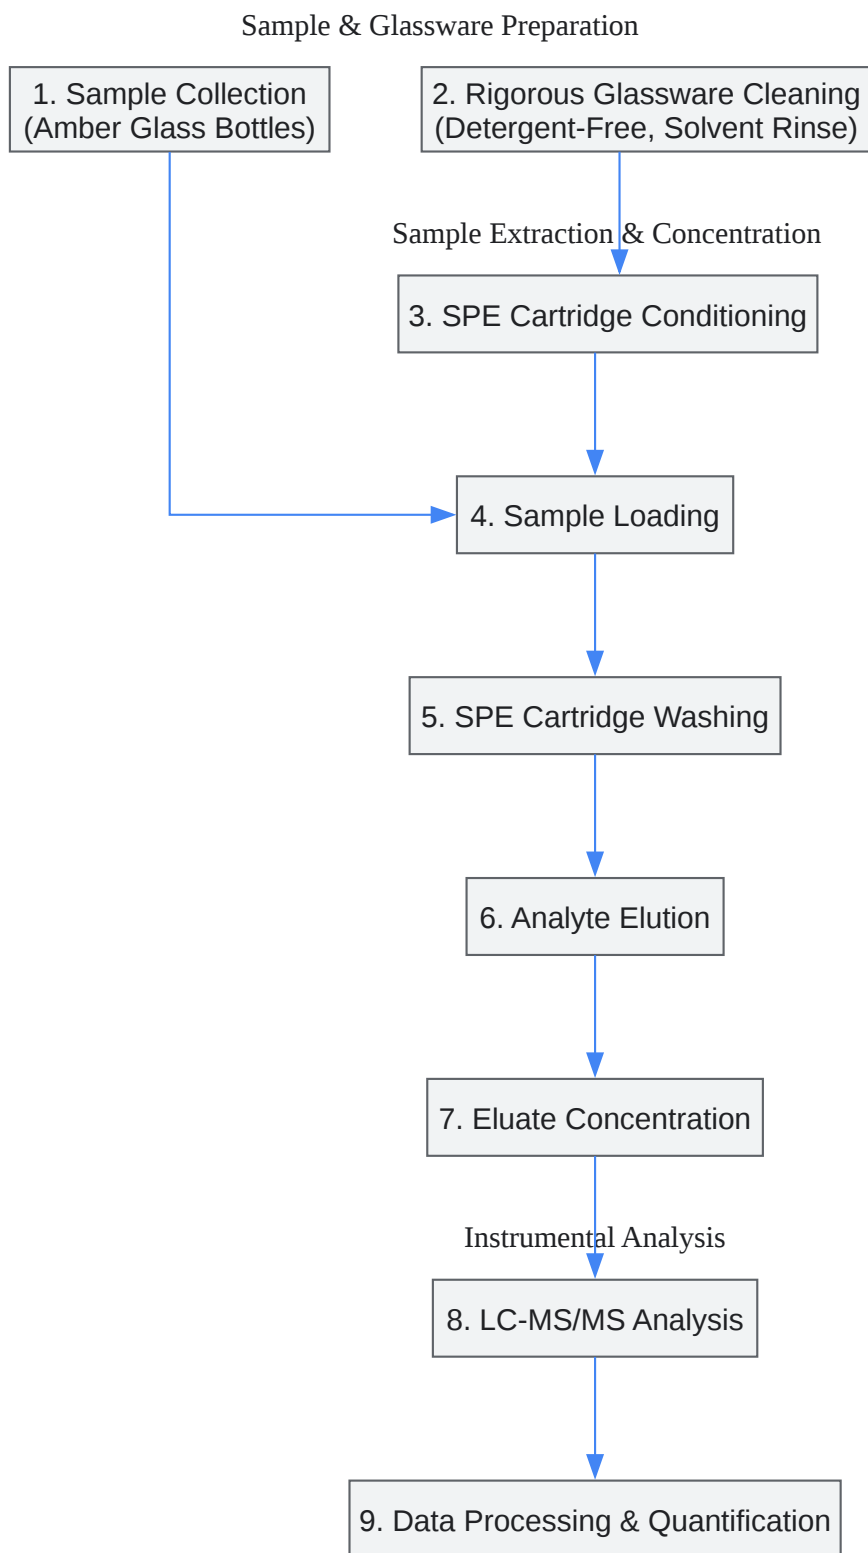 Sample & Glassware Preparation
1. Sample Collection
(Amber Glass Bottles)
2. Rigorous Glassware Cleaning
(Detergent-Free, Solvent Rinse)
Sample Extraction & Concentration
3. SPE Cartridge Conditioning
4. Sample Loading
5. SPE Cartridge Washing
6. Analyte Elution
7. Eluate Concentration
Instrumental Analysis
8. LC-MS/MS Analysis
9. Data Processing & Quantification